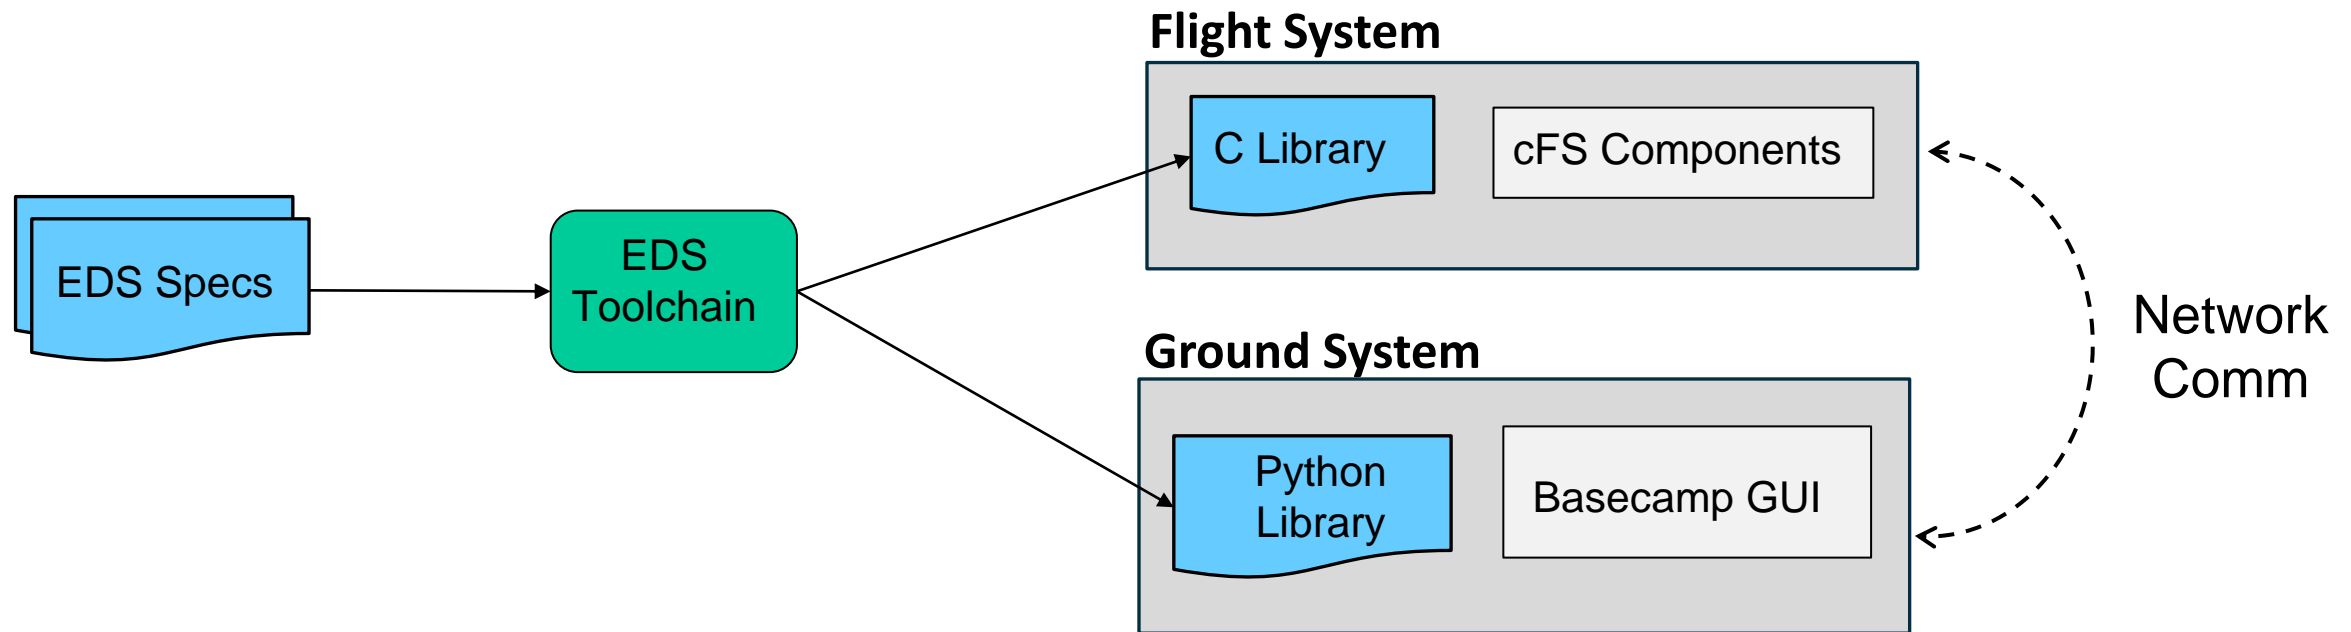 Flight System
C Library
cFS Components
EDS Specs
EDS
Toolchain
Network
Comm
Ground System
Python
Library
Basecamp GUI